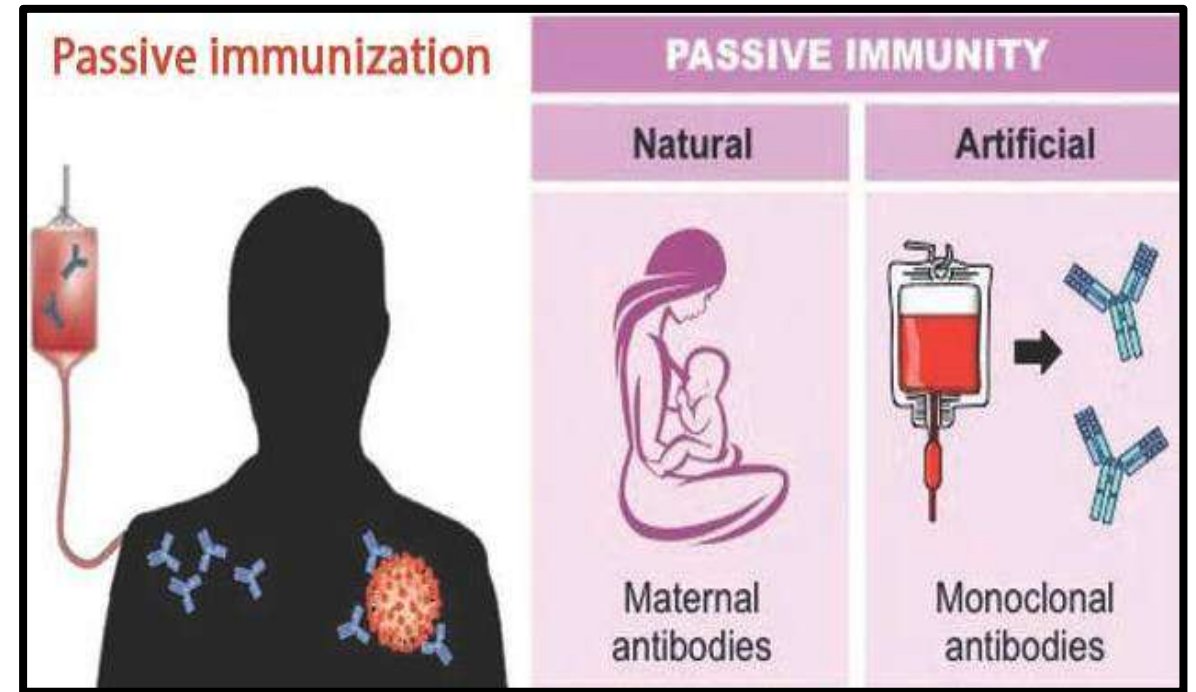 Passive immunization
PASSIVE IMMUNITY
Natural
Artificial
Maternal
antibodies
Monoclonal
antibodies